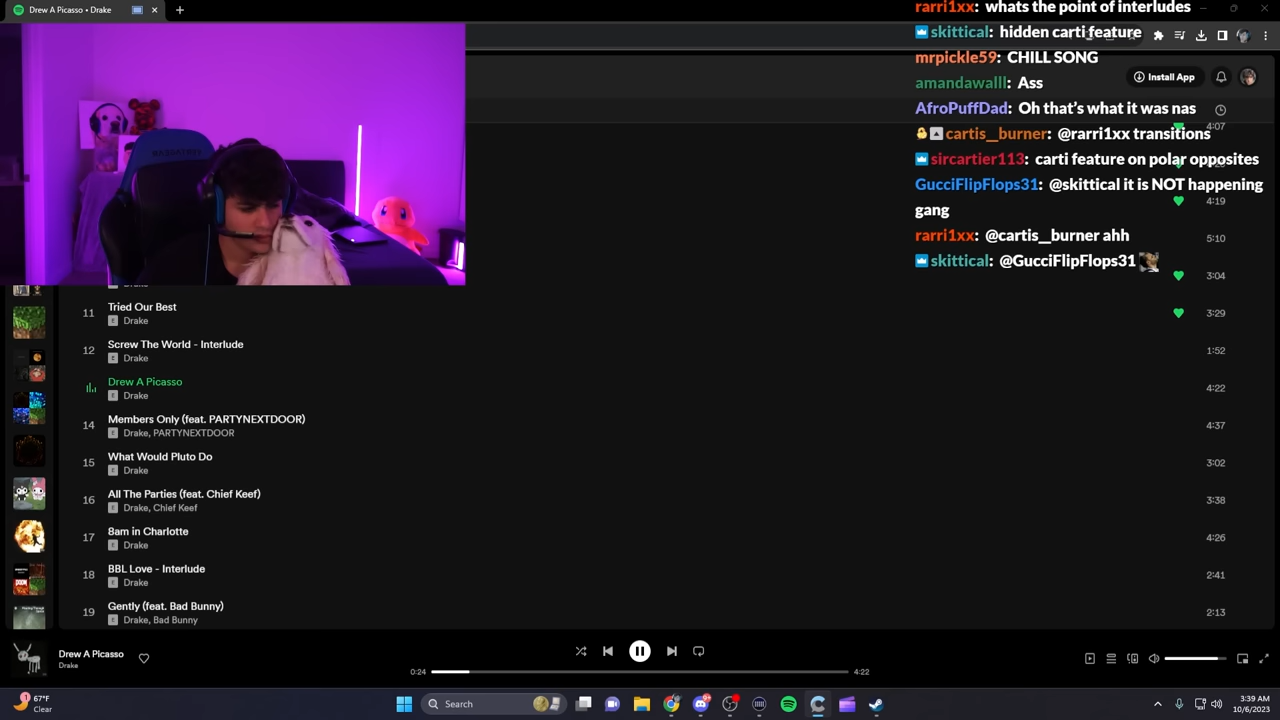 Drew A Picasso • Drake
rarri1xx: whats the point of interludes
skittical: hidden carti feature
mrpickle59: CHILL SONG
amandawalll: Ass
AfroPuffDad: Oh that's what it was nas
cartis__burner: @rarri1xx transitions
sircartier113: carti feature on polar opposites
GucciFlipFlops31: @skittical it is NOT happening
gang
rarri1xx: @cartis__burner ahh
skittical: @GucciFlipFlops31
Install App
4:07
4:19
5:10
Drake 3:04
11 Tried Our Best 3:29
E Drake
12 Screw The World - Interlude 1:52
E Drake
Drew A Picasso 4:22
E Drake
14 Members Only (feat. PARTYNEXTDOOR) 4:37
E Drake, PARTYNEXTDOOR
15 What Would Pluto Do 3:02
E Drake
16 All The Parties (feat. Chief Keef) 3:38
E Drake, Chief Keef
17 8am in Charlotte 4:26
E Drake
18 BBL Love - Interlude 2:41
E Drake
19 Gently (feat. Bad Bunny) 2:13
E Drake, Bad Bunny
Drew A Picasso
Drake
0:24 4:22
1 67°F
Clear
Search
3:39 AM
10/6/2023